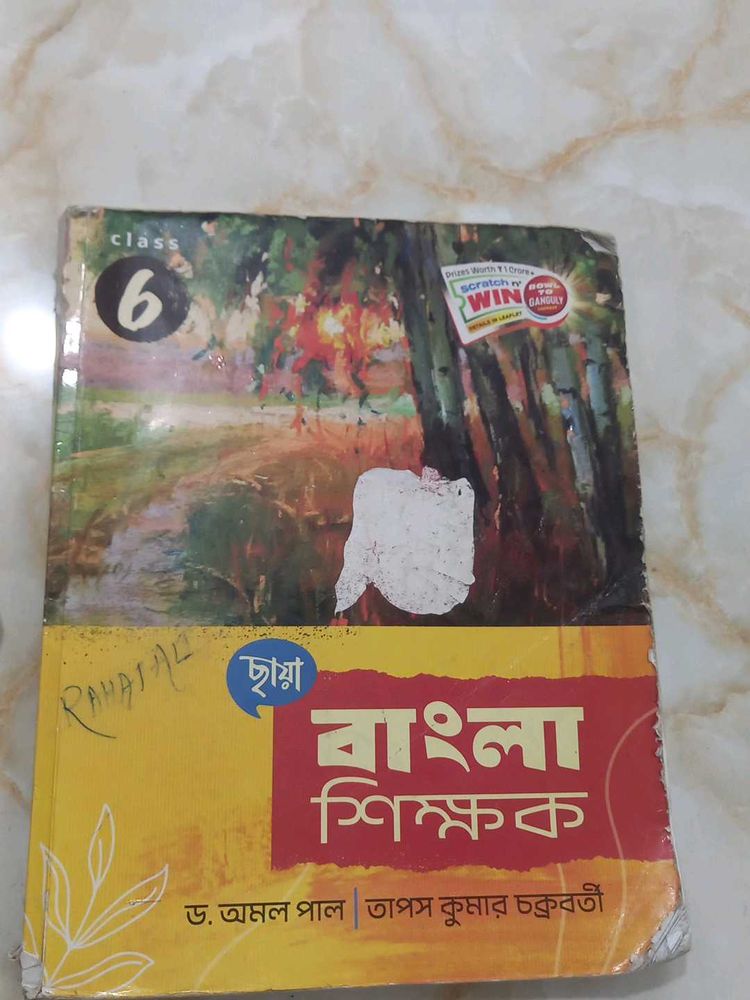 class
6
Prizes Worth ₹ 1 Crore+
scratch n'
WIN
DETAILS IN LEAFLET
BOWL
TO
GANGULY
ছায়া
বাংলা
শিক্ষক
ড. অমল পাল | তাপস কুমার চক্রবর্তী